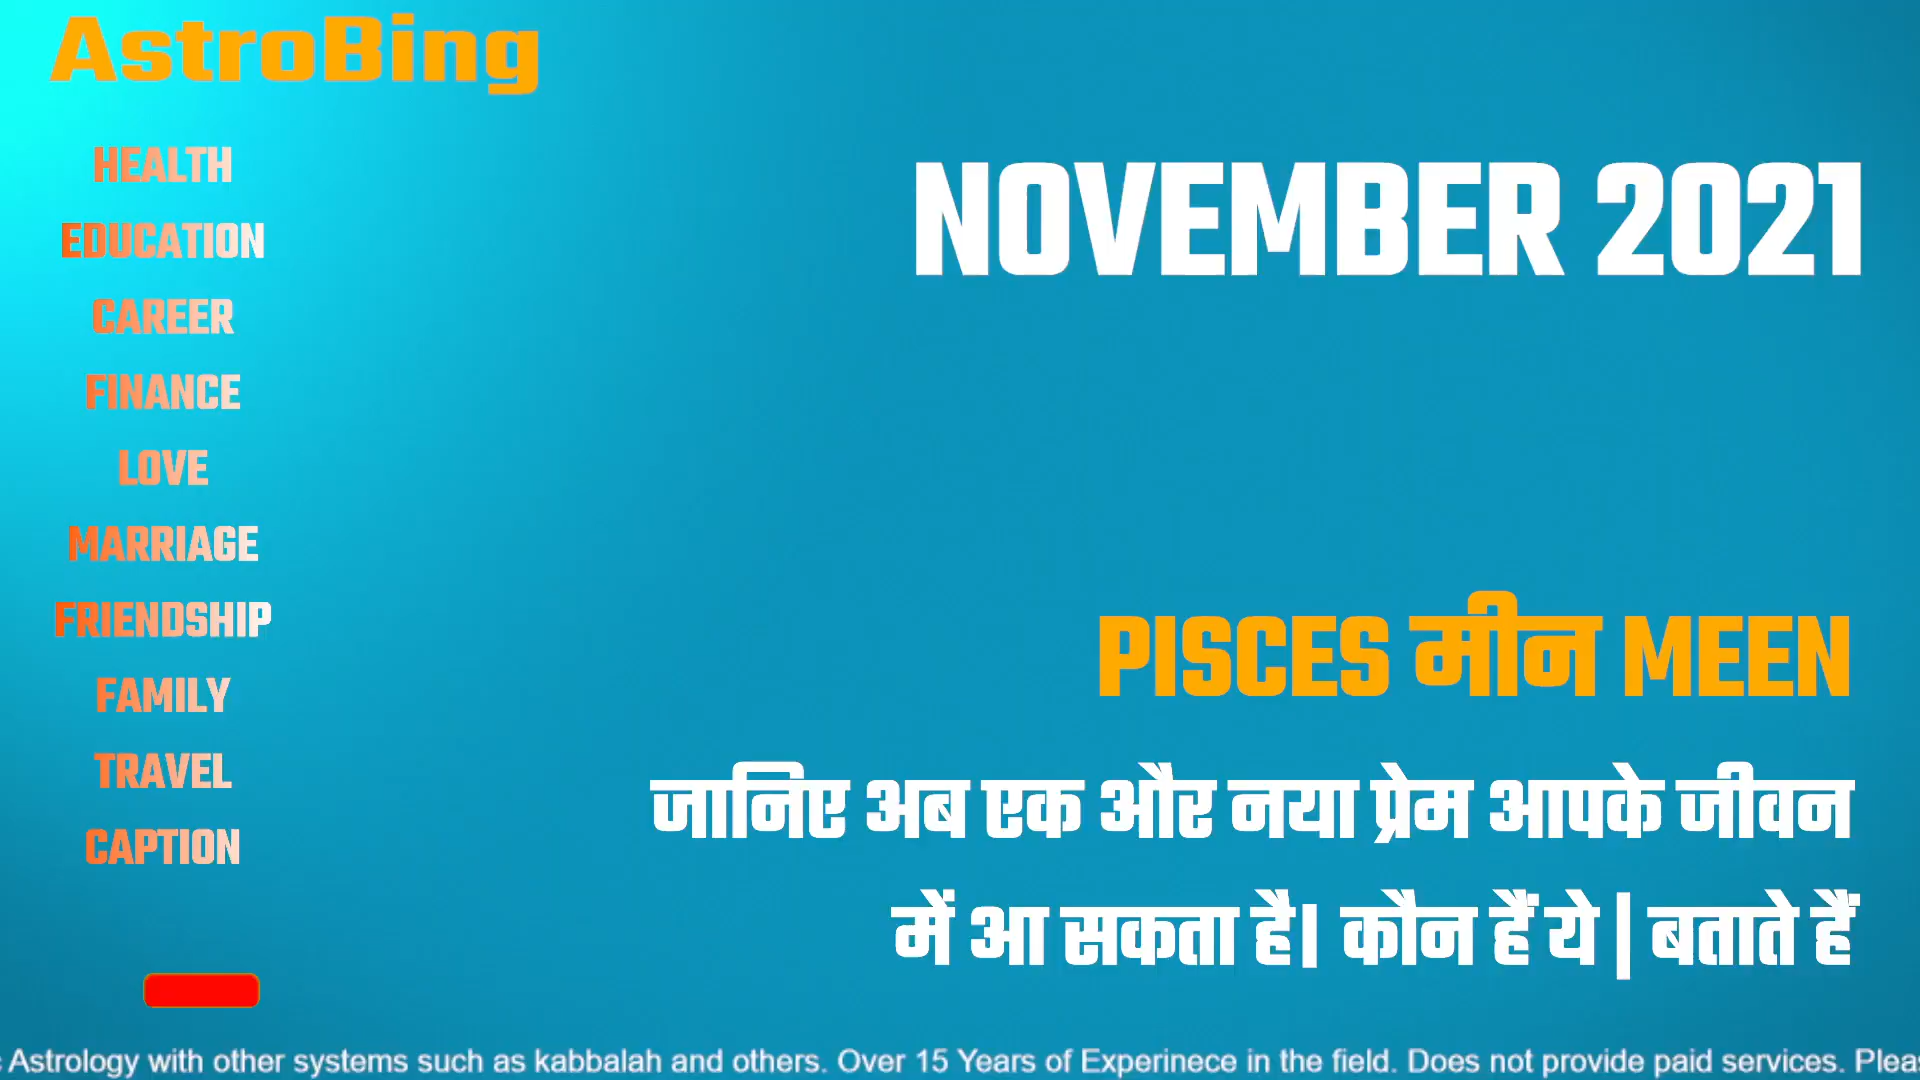 AstroBing
HEALTH
EDUCATION
CAREER
FINANCE
LOVE
MARRIAGE
FRIENDSHIP
FAMILY
TRAVEL
CAPTION
NOVEMBER 2021
PISCES मीन MEEN
जानिए अब एक और नया प्रेम आपके जीवन
में आ सकता है। कौन हैं ये | बताते हैं
Astrology with other systems such as kabbalah and others. Over 15 Years of Experinece in the field. Does not provide paid services.